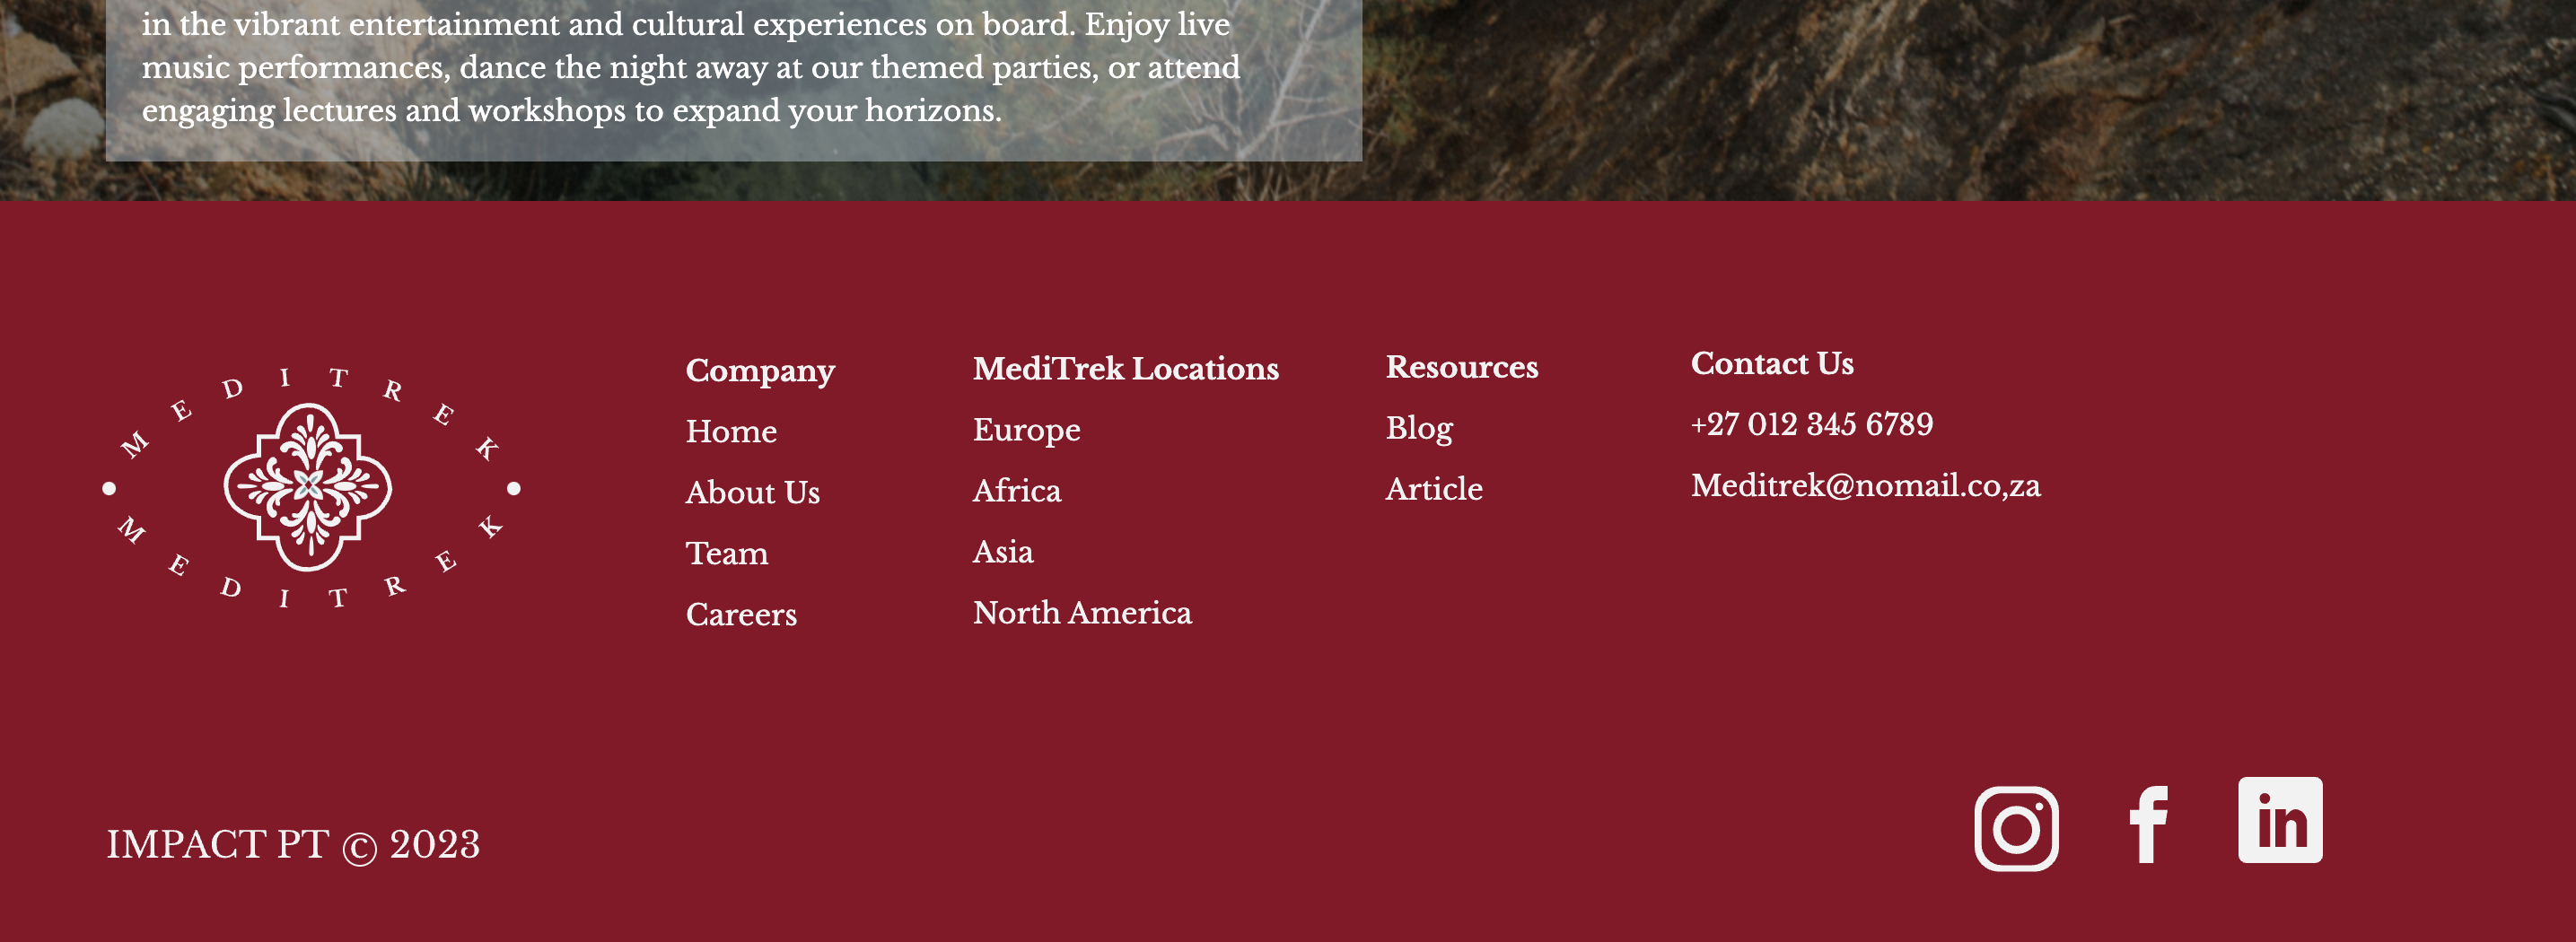 in the vibrant entertainment and cultural experiences on board. Enjoy live
music performances, dance the night away at our themed parties, or attend
engaging lectures and workshops to expand your horizons.
MEDITREK
MEDITREK
Company
Home
About Us
Team
Careers
MediTrek Locations
Europe
Africa
Asia
North America
Resources
Blog
Article
Contact Us
+27 012 345 6789
Meditrek@nomail.co,za
IMPACT PT © 2023
f
in